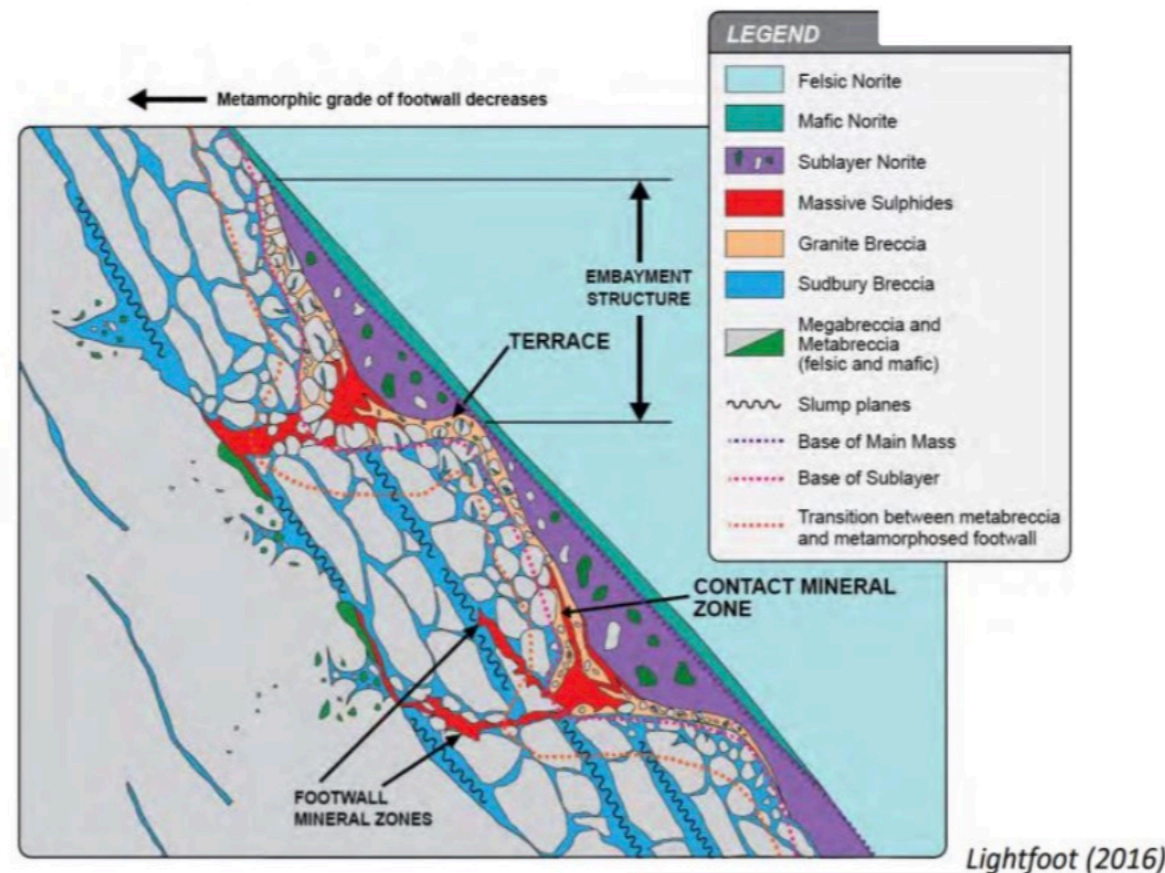 LEGEND
Felsic Norite
Mafic Norite
Sublayer Norite
Massive Sulphides
Granite Breccia
Sudbury Breccia
Megabreccia and
Metabreccia
(felsic and mafic)
Slump planes
Base of Main Mass
Base of Sublayer
Transition between metabreccia
and metamorphosed footwall
Metamorphic grade of footwall decreases
EMBAYMENT
STRUCTURE
TERRACE
CONTACT MINERAL
ZONE
FOOTWALL
MINERAL ZONES
Lightfoot (2016)